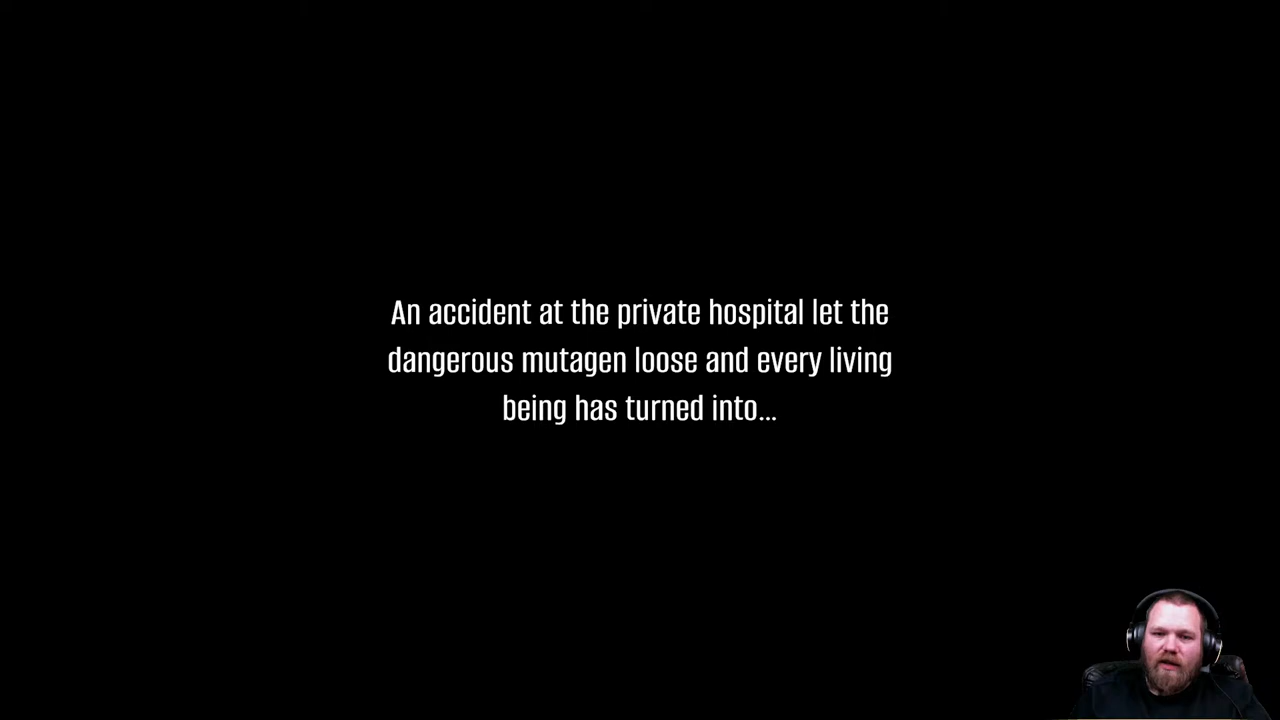 An accident at the private hospital let the
dangerous mutagen loose and every living
being has turned into...